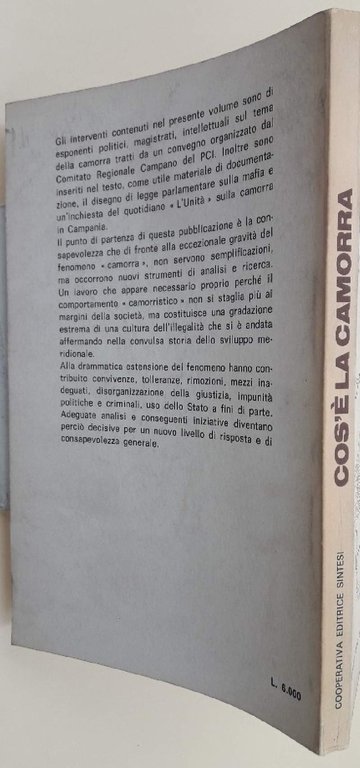 Gli interventi contenuti nel presente volume sono di
esponenti politici, magistrati, intellettuali sul tema
della camorra tratti da un convegno organizzato dal
Comitato Regionale Campano del PCI. Inoltre sono
inseriti nel testo, come utile materiale di documenta-
zione, il disegno di legge parlamentare sulla mafia e
un'inchiesta del quotidiano « L'Unità » sulla camorra
in Campania.
Il punto di partenza di questa pubblicazione è la con-
sapevolezza che di fronte alla eccezionale gravità del
fenomeno « camorra », non servono semplificazioni,
ma occorrono nuovi strumenti di analisi e ricerca.
Un lavoro che appare necessario proprio perché il
comportamento « camorristico » non si staglia più ai
margini della società, ma costituisce una gradazione
estrema di una cultura dell'illegalità che si è andata
affermando nella convulsa storia dello sviluppo me-
ridionale.
Alla drammatica estensione del fenomeno hanno con-
tribuito convivenze, tolleranze, rimozioni, mezzi ina-
deguati, disorganizzazione della giustizia, impunità
politiche e criminali, uso dello Stato a fini di parte.
Adeguate analisi e conseguenti iniziative diventano
perciò decisive per un nuovo livello di risposta e di
consapevolezza generale.
L. 6.000
COOPERATIVA EDITRICE SINTESI
COS'È LA CAMORRA